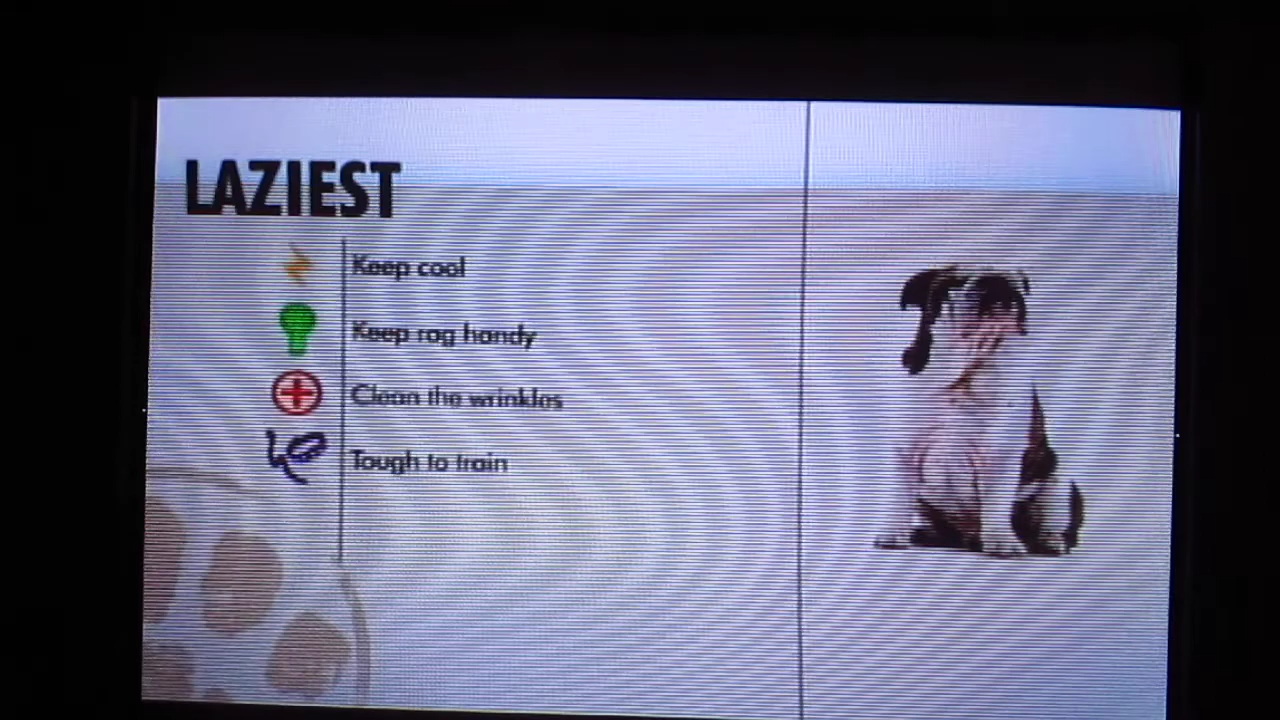 LAZIEST
Keep cool
Keep rag handy
Clean the wrinkles
Tough to train